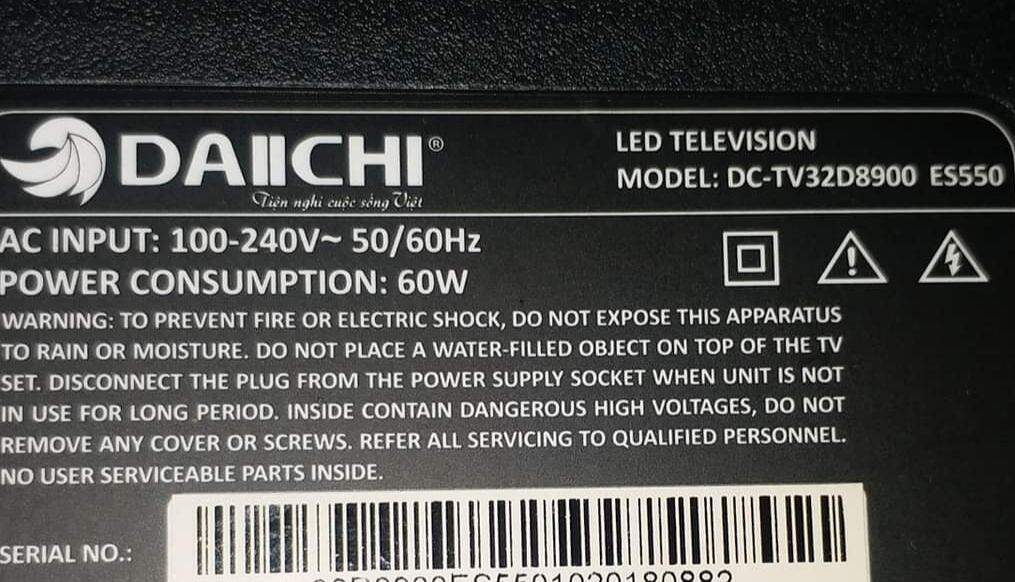 DAIICHI®
Tiện nghi cuộc sống Việt
LED TELEVISION
MODEL: DC-TV32D8900 ES550
AC INPUT: 100-240V~ 50/60Hz
POWER CONSUMPTION: 60W
WARNING: TO PREVENT FIRE OR ELECTRIC SHOCK, DO NOT EXPOSE THIS APPARATUS
TO RAIN OR MOISTURE. DO NOT PLACE A WATER-FILLED OBJECT ON TOP OF THE TV
SET. DISCONNECT THE PLUG FROM THE POWER SUPPLY SOCKET WHEN UNIT IS NOT
IN USE FOR LONG PERIOD. INSIDE CONTAIN DANGEROUS HIGH VOLTAGES, DO NOT
REMOVE ANY COVER OR SCREWS. REFER ALL SERVICING TO QUALIFIED PERSONNEL.
NO USER SERVICEABLE PARTS INSIDE.
SERIAL NO.: